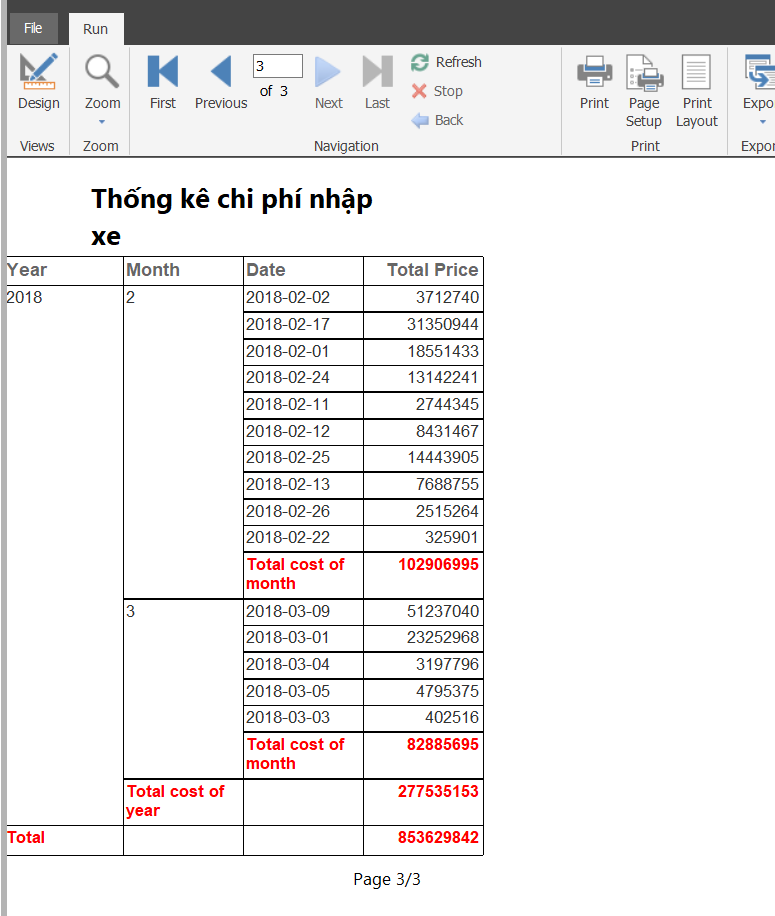 File Run
3
Refresh
of 3
Stop
Design Zoom First Previous Next Last Print Page Setup Print Layout Expo
Back
Views Zoom Navigation Print Expor
Thống kê chi phí nhập
xe
Year Month Date Total Price
2018 2 2018-02-02 3712740
2018-02-17 31350944
2018-02-01 18551433
2018-02-24 13142241
2018-02-11 2744345
2018-02-12 8431467
2018-02-25 14443905
2018-02-13 7688755
2018-02-26 2515264
2018-02-22 325901
Total cost of 102906995
month
3 2018-03-09 51237040
2018-03-01 23252968
2018-03-04 3197796
2018-03-05 4795375
2018-03-03 402516
Total cost of 82885695
month
Total cost of 277535153
year
Total 853629842
Page 3/3